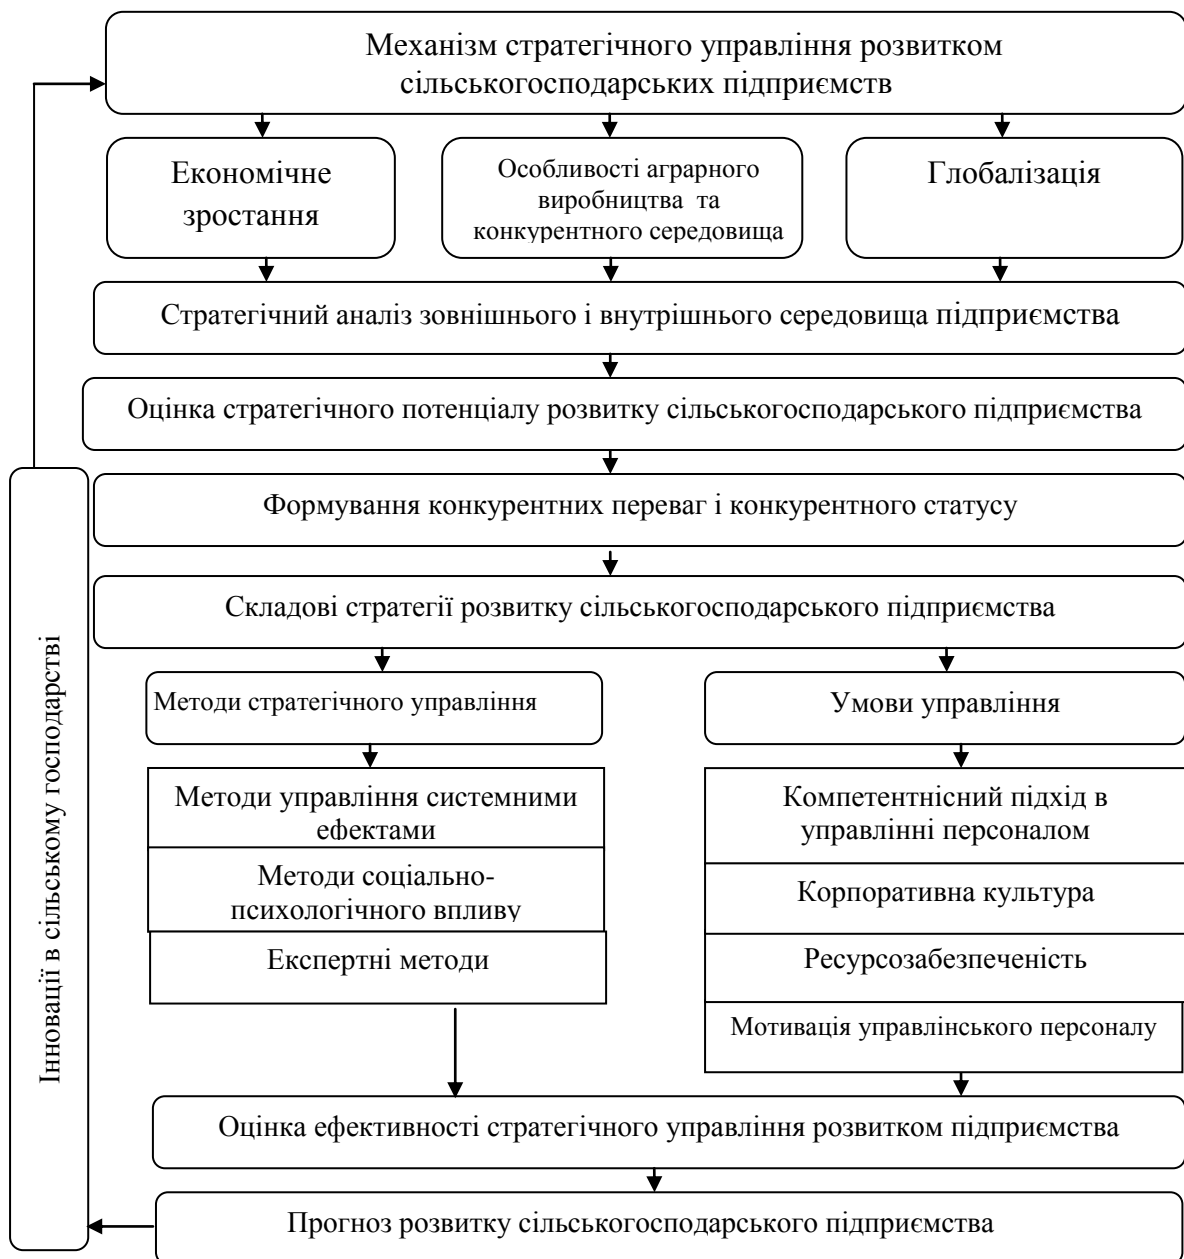 Механізм стратегічного управління розвитком
сільськогосподарських підприємств
Економічне
зростання
Особливості аграрного
виробництва та
конкурентного середовища
Глобалізація
Стратегічний аналіз зовнішнього і внутрішнього середовища підприємства
Оцінка стратегічного потенціалу розвитку сільськогосподарського підприємства
Формування конкурентних переваг і конкурентного статусу
Складові стратегії розвитку сільськогосподарського підприємства
Методи стратегічного управління
Умови управління
Методи управління системними
ефектами
Методи соціально-
психологічного впливу
Експертні методи
Компетентнісний підхід в
управлінні персоналом
Корпоративна культура
Ресурсозабезпеченість
Мотивація управлінського персоналу
Оцінка ефективності стратегічного управління розвитком підприємства
Прогноз розвитку сільськогосподарського підприємства
Інновації в сільському господарстві